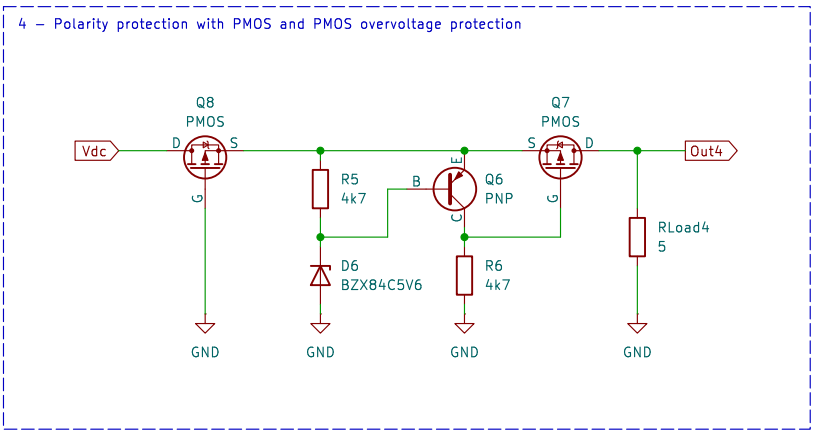 4 - Polarity protection with PMOS and PMOS overvoltage protection
Q8
PMOS
Q7
PMOS
Vdc
D
S
S
D
Out4
E
R5
4k7
B
Q6
PNP
G
G
C
RLoad4
5
D6
BZX84C5V6
R6
4k7
GND
GND
GND
GND